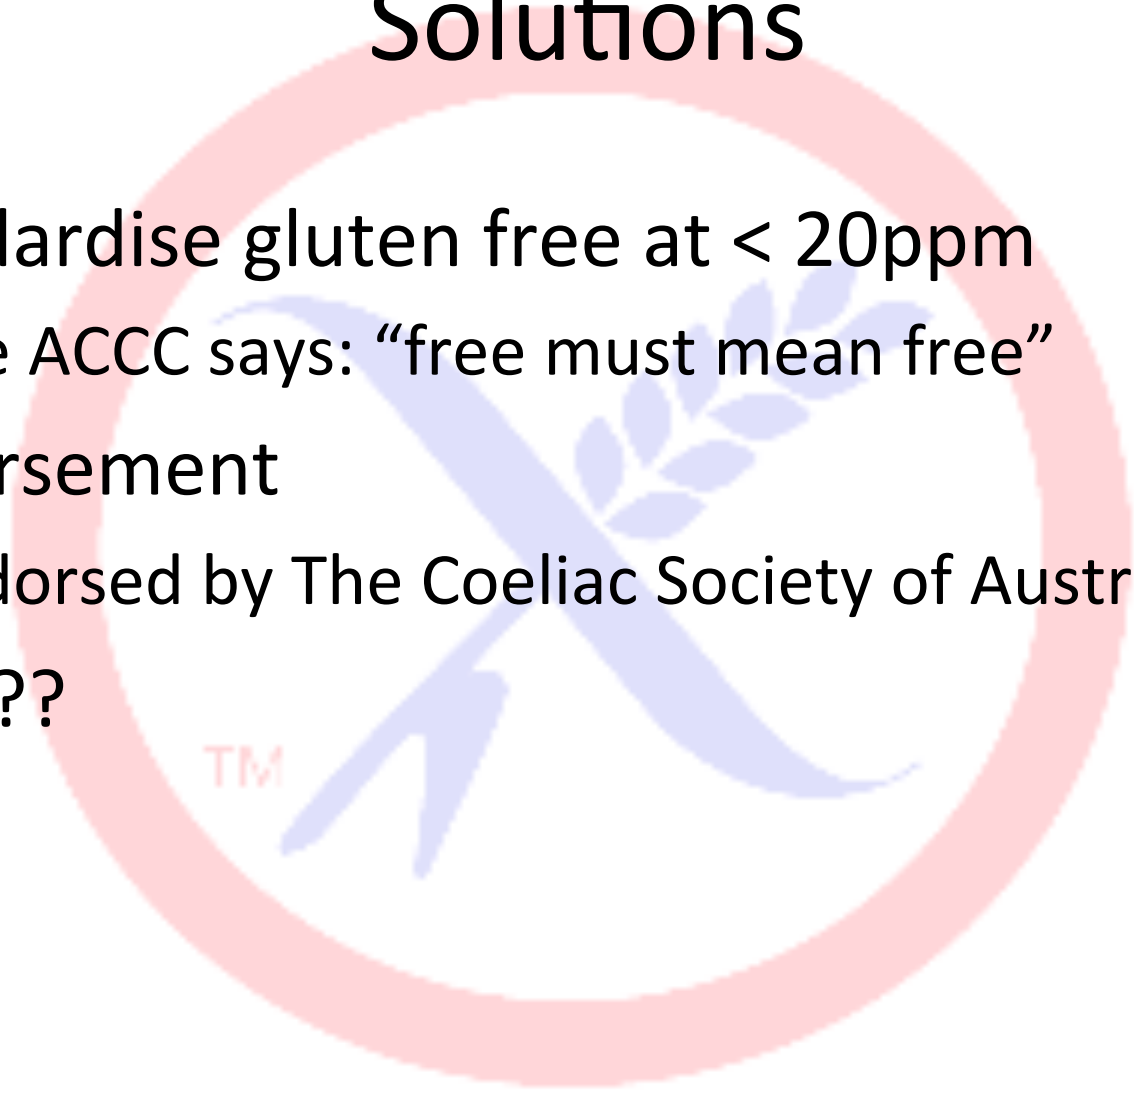 Solutions
dardise gluten free at < 20ppm
e ACCC says: “free must mean free”
rsement
dorsed by The Coeliac Society of Austr
??
TM